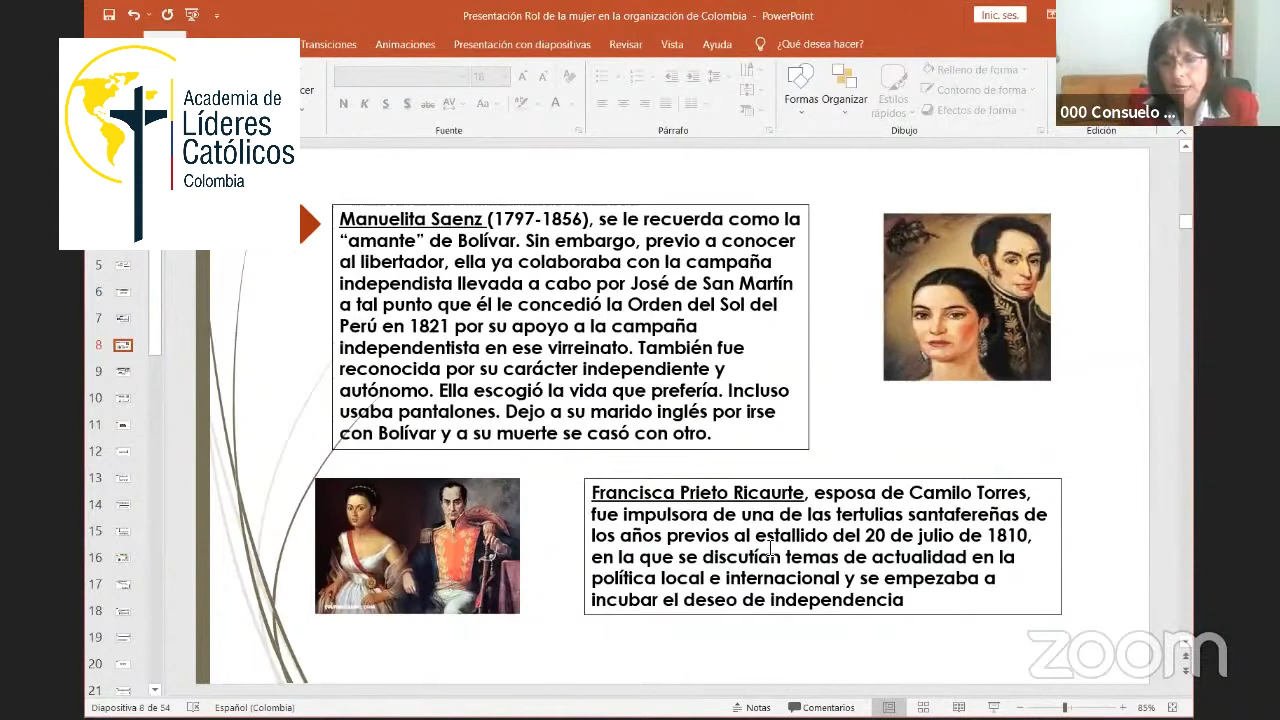 Presentación Rol de la mujer en la organización de Colombia - PowerPoint
Inic. ses.
Transiciones Animaciones Presentación con diapositivas Revisar Vista Ayuda ¿Qué desea hacer?
18
Formas Organizar Estilos rápidos
Relleno de forma
Contorno de forma
Efectos de forma
Fuente Párrafo Dibujo Edición
000 Consuelo ...
Academia de
Líderes
Católicos
Colombia
Manuelita Saenz (1797-1856), se le recuerda como la
“amante” de Bolívar. Sin embargo, previo a conocer
al libertador, ella ya colaboraba con la campaña
independista llevada a cabo por José de San Martín
a tal punto que él le concedió la Orden del Sol del
Perú en 1821 por su apoyo a la campaña
independentista en ese virreinato. También fue
reconocida por su carácter independiente y
autónomo. Ella escogió la vida que prefería. Incluso
usaba pantalones. Dejo a su marido inglés por irse
con Bolívar y a su muerte se casó con otro.
Francisca Prieto Ricaurte, esposa de Camilo Torres,
fue impulsora de una de las tertulias santafereñas de
los años previos al estallido del 20 de julio de 1810,
en la que se discutían temas de actualidad en la
política local e internacional y se empezaba a
incubar el deseo de independencia
5
6
7
8
9
10
11
12
13
14
15
16
17
18
19
20
21
zoom
Diapositiva 8 de 54 Español (Colombia) Notas Comentarios 85%